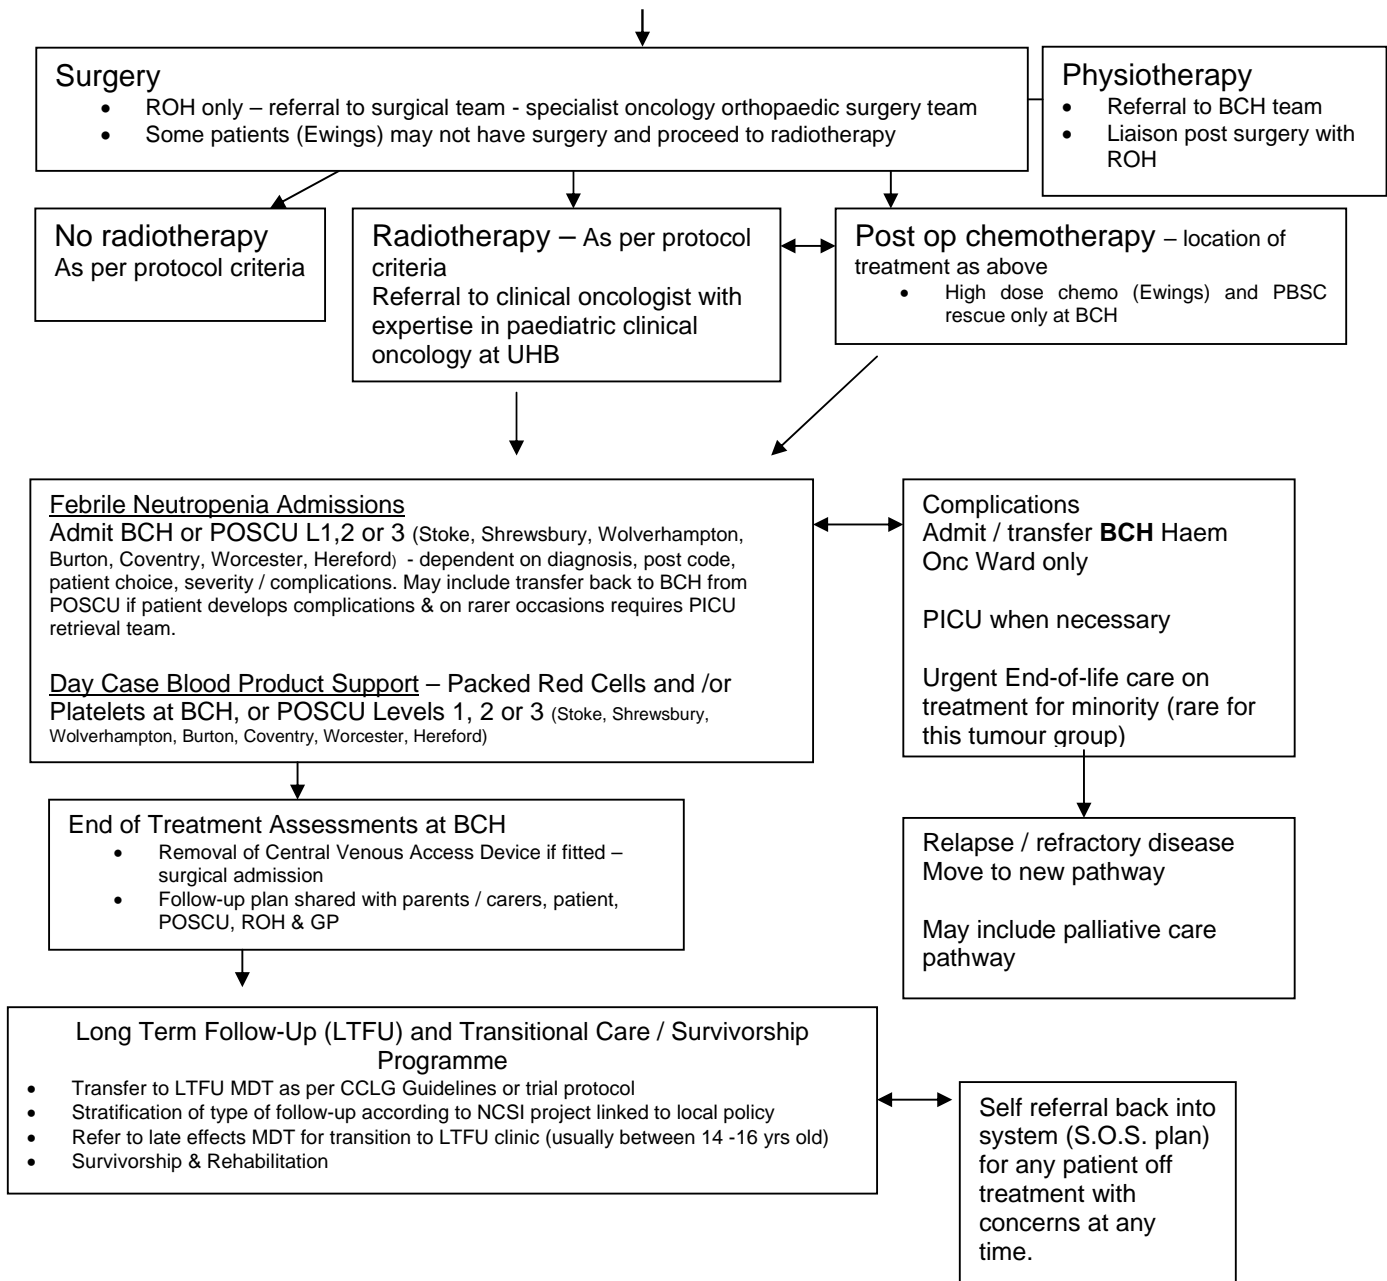 Surgery
• ROH only – referral to surgical team - specialist oncology orthopaedic surgery team
• Some patients (Ewings) may not have surgery and proceed to radiotherapy
Physiotherapy
• Referral to BCH team
• Liaison post surgery with
ROH
No radiotherapy
As per protocol criteria
Radiotherapy – As per protocol
criteria
Referral to clinical oncologist with
expertise in paediatric clinical
oncology at UHB
Post op chemotherapy – location of
treatment as above
• High dose chemo (Ewings) and PBSC
rescue only at BCH
Febrile Neutropenia Admissions
Admit BCH or POSCU L1,2 or 3 (Stoke, Shrewsbury, Wolverhampton,
Burton, Coventry, Worcester, Hereford) - dependent on diagnosis, post code,
patient choice, severity / complications. May include transfer back to BCH from
POSCU if patient develops complications & on rarer occasions requires PICU
retrieval team.
Day Case Blood Product Support – Packed Red Cells and /or
Platelets at BCH, or POSCU Levels 1, 2 or 3 (Stoke, Shrewsbury,
Wolverhampton, Burton, Coventry, Worcester, Hereford)
Complications
Admit / transfer BCH Haem
Onc Ward only
PICU when necessary
Urgent End-of-life care on
treatment for minority (rare for
this tumour group)
End of Treatment Assessments at BCH
• Removal of Central Venous Access Device if fitted –
surgical admission
• Follow-up plan shared with parents / carers, patient,
POSCU, ROH & GP
Relapse / refractory disease
Move to new pathway
May include palliative care
pathway
Long Term Follow-Up (LTFU) and Transitional Care / Survivorship
Programme
• Transfer to LTFU MDT as per CCLG Guidelines or trial protocol
• Stratification of type of follow-up according to NCSI project linked to local policy
• Refer to late effects MDT for transition to LTFU clinic (usually between 14 -16 yrs old)
• Survivorship & Rehabilitation
Self referral back into
system (S.O.S. plan)
for any patient off
treatment with
concerns at any
time.